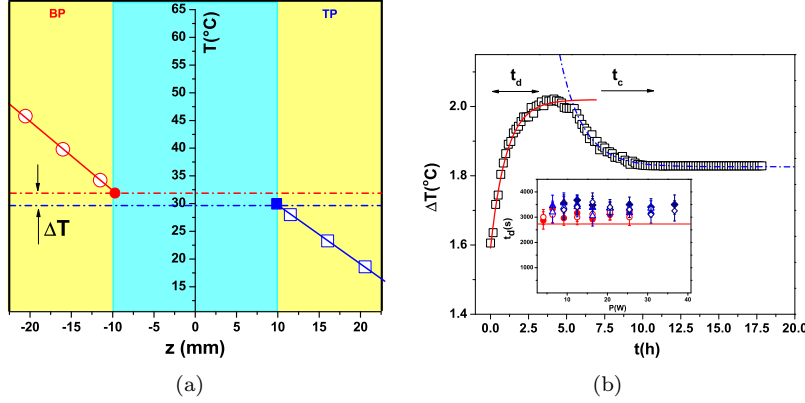 BP
TP
T(°C)
65
60
55
50
45
40
35
30
25
20
15
ΔT
-20 -15 -10 -5 0 5 10 15 20
z (mm)
(a)
t_d
t_c
ΔT(°C)
2.0
1.8
1.6
1.4
t_d(s)
4000
3000
2000
1000
0
10 20 30 40
P(W)
0.0 2.5 5.0 7.5 10.0 12.5 15.0 17.5 20.0
t(h)
(b)